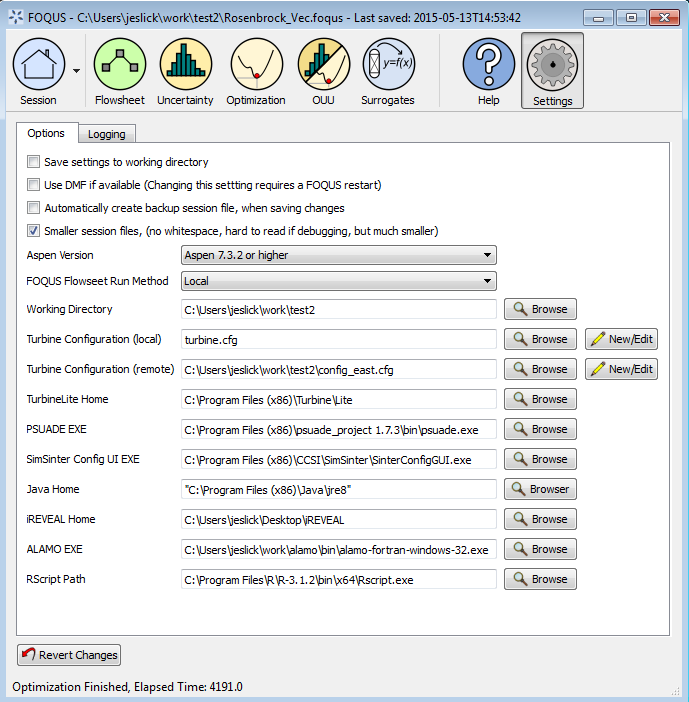 FOQUS - C:\Users\jeslick\work\test2\Rosenbrock_Vec.foqus - Last saved: 2015-05-13T14:53:42
y=f(x)
Session Flowsheet Uncertainty Optimization OUU Surrogates Help Settings
Options Logging
Save settings to working directory
Use DMF if available (Changing this settting requires a FOQUS restart)
Automatically create backup session file, when saving changes
Smaller session files, (no whitespace, hard to read if debugging, but much smaller)
Aspen Version Aspen 7.3.2 or higher
FOQUS Flowseet Run Method Local
Working Directory C:\Users\jeslick\work\test2 Browse
Turbine Configuration (local) turbine.cfg Browse New/Edit
Turbine Configuration (remote) C:\Users\jeslick\work\test2\config_east.cfg Browse New/Edit
TurbineLite Home C:\Program Files (x86)\Turbine\Lite Browse
PSUADE EXE C:\Program Files (x86)\psuade_project 1.7.3\bin\psuade.exe Browse
SimSinter Config UI EXE C:\Program Files (x86)\CCSI\SimSinter\SinterConfigGUI.exe Browse
Java Home "C:\Program Files (x86)\Java\jre8" Browser
iREVEAL Home C:\Users\jeslick\Desktop\iREVEAL Browse
ALAMO EXE C:\Users\jeslick\work\alamo\bin\alamo-fortran-windows-32.exe Browse
RScript Path C:\Program Files\R\R-3.1.2\bin\x64\Rscript.exe Browse
Revert Changes
Optimization Finished, Elapsed Time: 4191.0